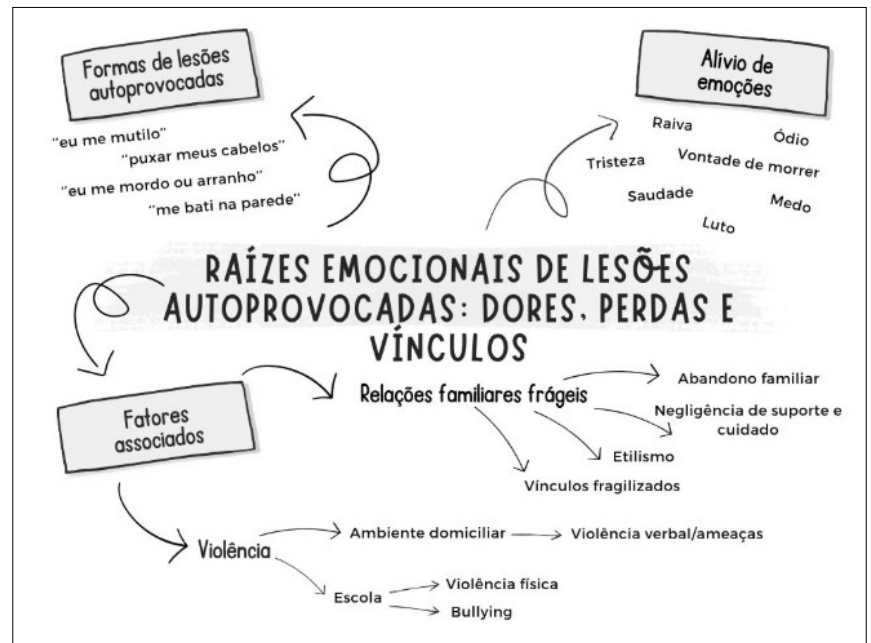 Formas de lesões
autoprovocadas
"eu me mutilo"
"puxar meus cabelos"
"eu me mordo ou arranho"
"me bati na parede"
Alívio de
emoções
Raiva
Ódio
Tristeza
Vontade de morrer
Saudade
Medo
Luto
RAÍZES EMOCIONAIS DE LESÕES
AUTOPROVOCADAS: DORES, PERDAS E
VÍNCULOS
Fatores
associados
Relações familiares frágeis
Abandono familiar
Negligência de suporte e
cuidado
Etilismo
Vínculos fragilizados
Violência
Ambiente domiciliar
Violência verbal/ameaças
Escola
Violência física
Bullying